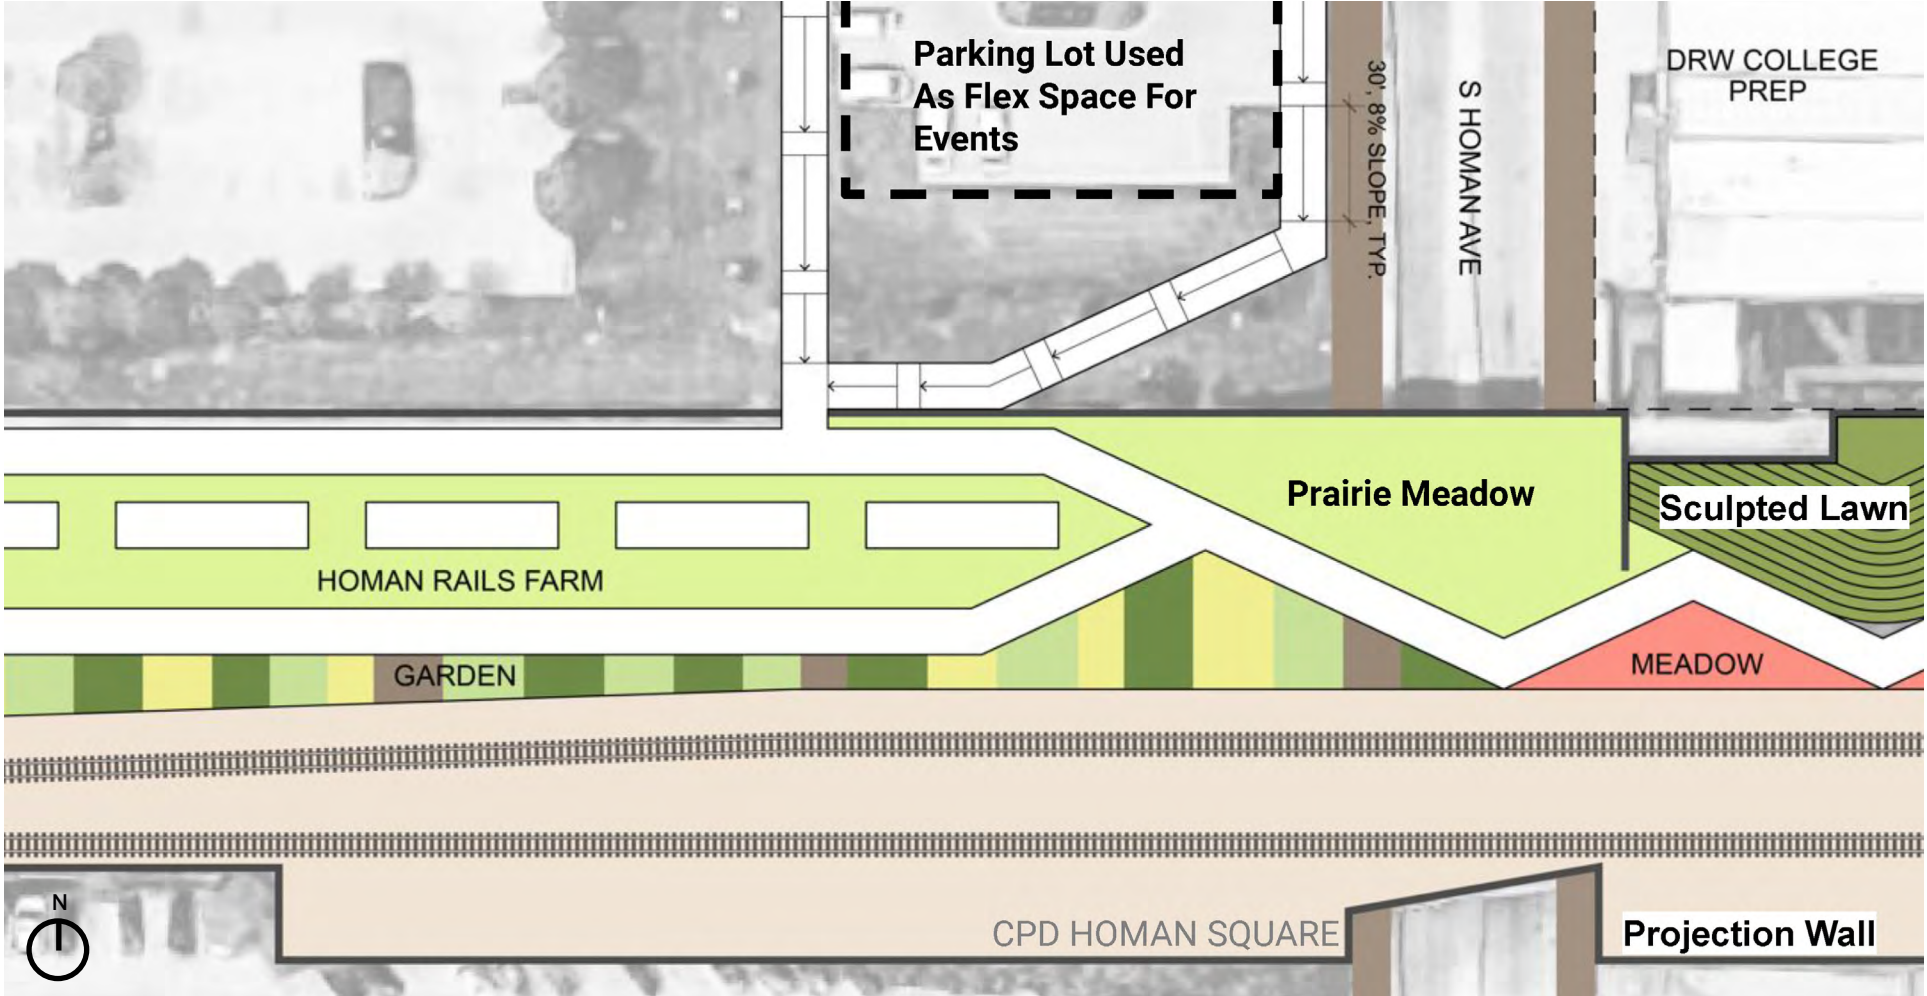 Parking Lot Used
As Flex Space For
Events
30', 8% SLOPE, TYP.
S HOMAN AVE
DRW COLLEGE
PREP
Prairie Meadow
Sculpted Lawn
HOMAN RAILS FARM
GARDEN
MEADOW
N
CPD HOMAN SQUARE
Projection Wall